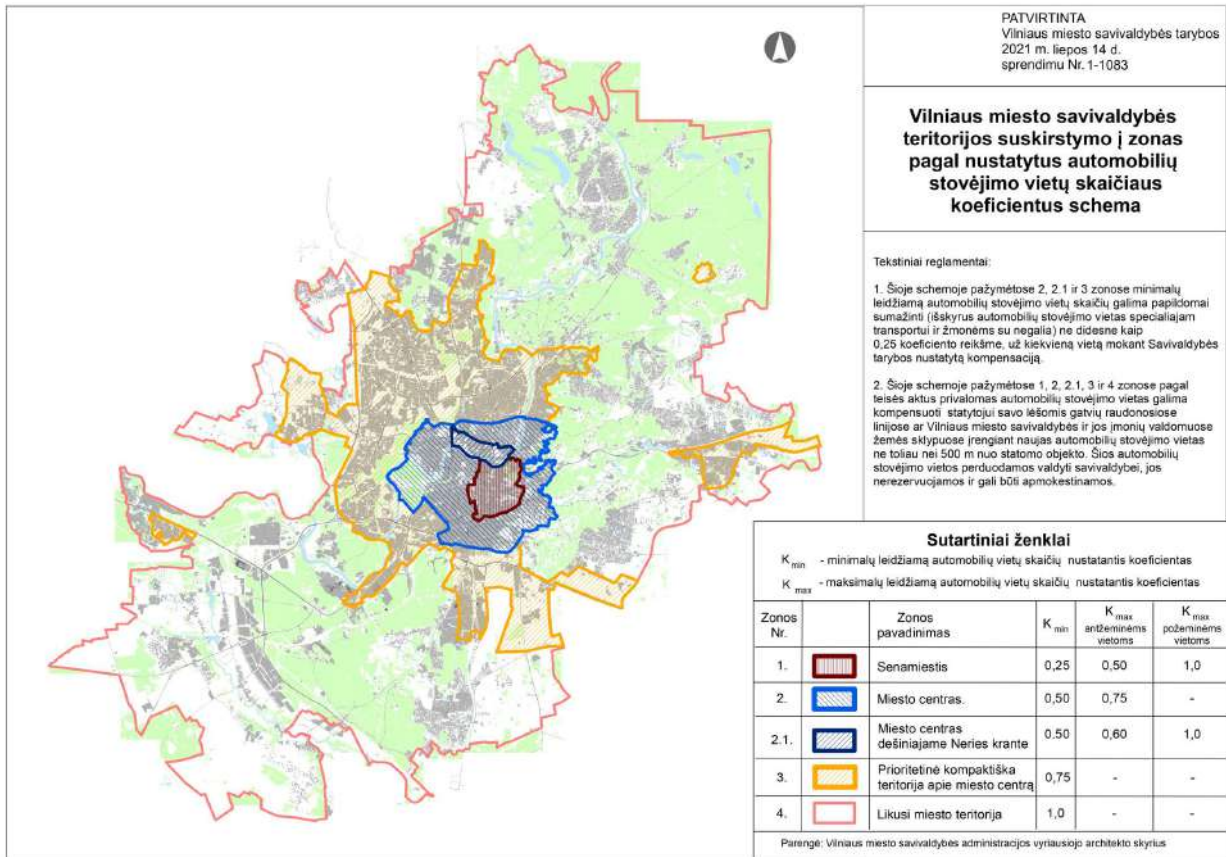 PATVIRTINTA
Vilniaus miesto savivaldybės tarybos
2021 m. liepos 14 d.
sprendimu Nr. 1-1083
Vilniaus miesto savivaldybės
teritorijos suskirstymo į zonas
pagal nustatytus automobilių
stovėjimo vietų skaičiaus
koeficientus schema
Tekstiniai reglamentai:
1. Šioje schemoje pažymėtose 2, 2.1 ir 3 zonose minimalų
leidžiamą automobilių stovėjimo vietų skaičių galima papildomai
sumažinti (išskyrus automobilių stovėjimo vietas specialiajam
transportui ir žmonėms su negalia) ne didesne kaip
0,25 koeficiento reikšme, už kiekvieną vietą mokant Savivaldybės
tarybos nustatytą kompensaciją.
2. Šioje schemoje pažymėtose 1, 2, 2.1, 3 ir 4 zonose pagal
teisės aktus privalomas automobilių stovėjimo vietas galima
kompensuoti statytojui savo lėšomis gatvių raudonosiose
linijose ar Vilniaus miesto savivaldybės ir jos įmonių valdomuose
žemės sklypuose įrengiant naujas automobilių stovėjimo vietas
ne toliau nei 500 m nuo statomo objekto. Šios automobilių
stovėjimo vietos perduodamos valdyti savivaldybei, jos
nerezervuojamos ir gali būti apmokestinamos.
Sutartiniai ženklai
K min - minimalų leidžiamą automobilių vietų skaičių nustatantis koeficientas
K max - maksimalų leidžiamą automobilių vietų skaičių nustatantis koeficientas
Zonos Nr. Zonos pavadinimas K min K max antžeminėms vietoms K max požeminėms vietoms
1. Senamiestis 0,25 0,50 1,0
2. Miesto centras. 0,50 0,75 -
2.1. Miesto centras dešiniajame Neries krante 0.50 0,60 1,0
3. Prioritetinė kompaktiška teritorija apie miesto centrą 0,75 - -
4. Likusi miesto teritorija 1,0 - -
Parengė: Vilniaus miesto savivaldybės administracijos vyriausiojo architekto skyrius